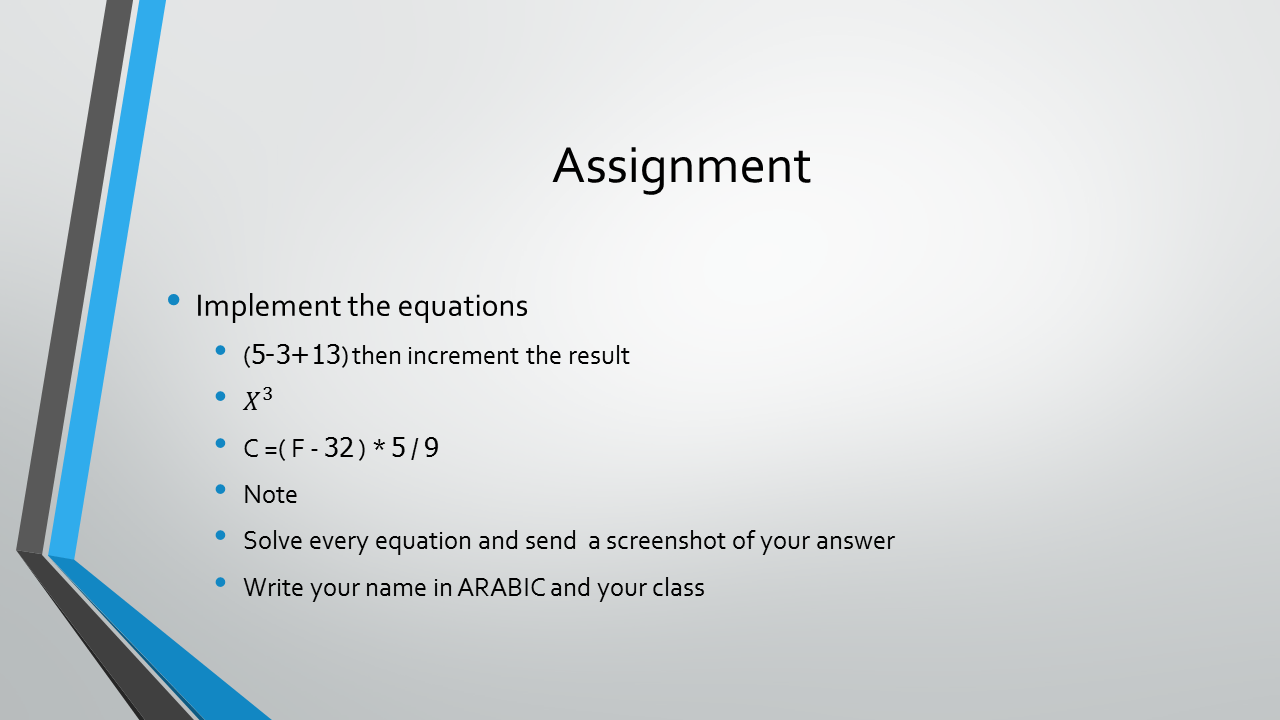 Assignment
• Implement the equations
• (5-3+13) then increment the result
• X³
• C =( F - 32 ) * 5 / 9
• Note
• Solve every equation and send  a screenshot of your answer
• Write your name in ARABIC and your class